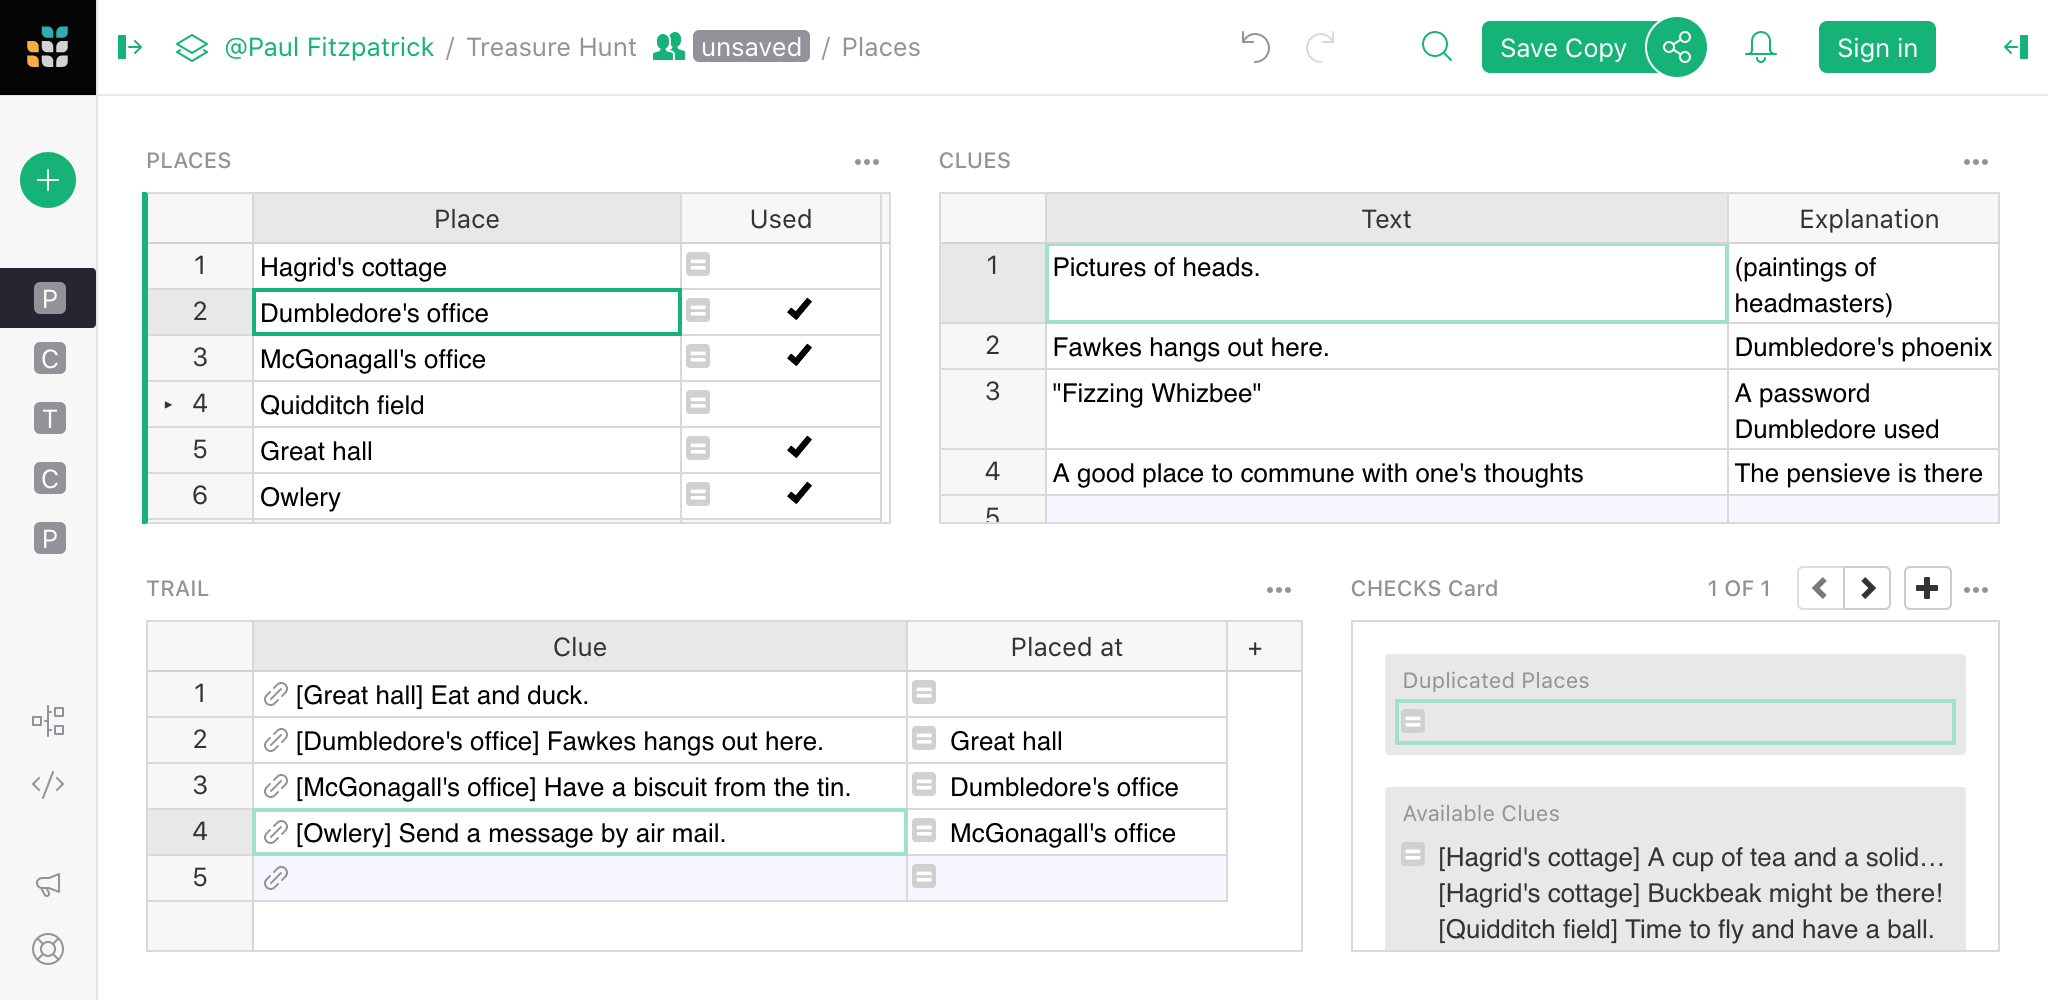 @Paul Fitzpatrick / Treasure Hunt unsaved / Places
Save Copy
Sign in
P
C
T
C
P
PLACES
Place Used
1 Hagrid's cottage
2 Dumbledore's office
3 McGonagall's office
4 Quidditch field
5 Great hall
6 Owlery
CLUES
Text Explanation
1 Pictures of heads. (paintings of
headmasters)
2 Fawkes hangs out here. Dumbledore's phoenix
3 "Fizzing Whizbee" A password
Dumbledore used
4 A good place to commune with one's thoughts The pensieve is there
5
TRAIL
Clue Placed at +
1 [Great hall] Eat and duck.
2 [Dumbledore's office] Fawkes hangs out here. Great hall
3 [McGonagall's office] Have a biscuit from the tin. Dumbledore's office
4 [Owlery] Send a message by air mail. McGonagall's office
5
CHECKS Card 1 OF 1
Duplicated Places
Available Clues
[Hagrid's cottage] A cup of tea and a solid…
[Hagrid's cottage] Buckbeak might be there!
[Quidditch field] Time to fly and have a ball.